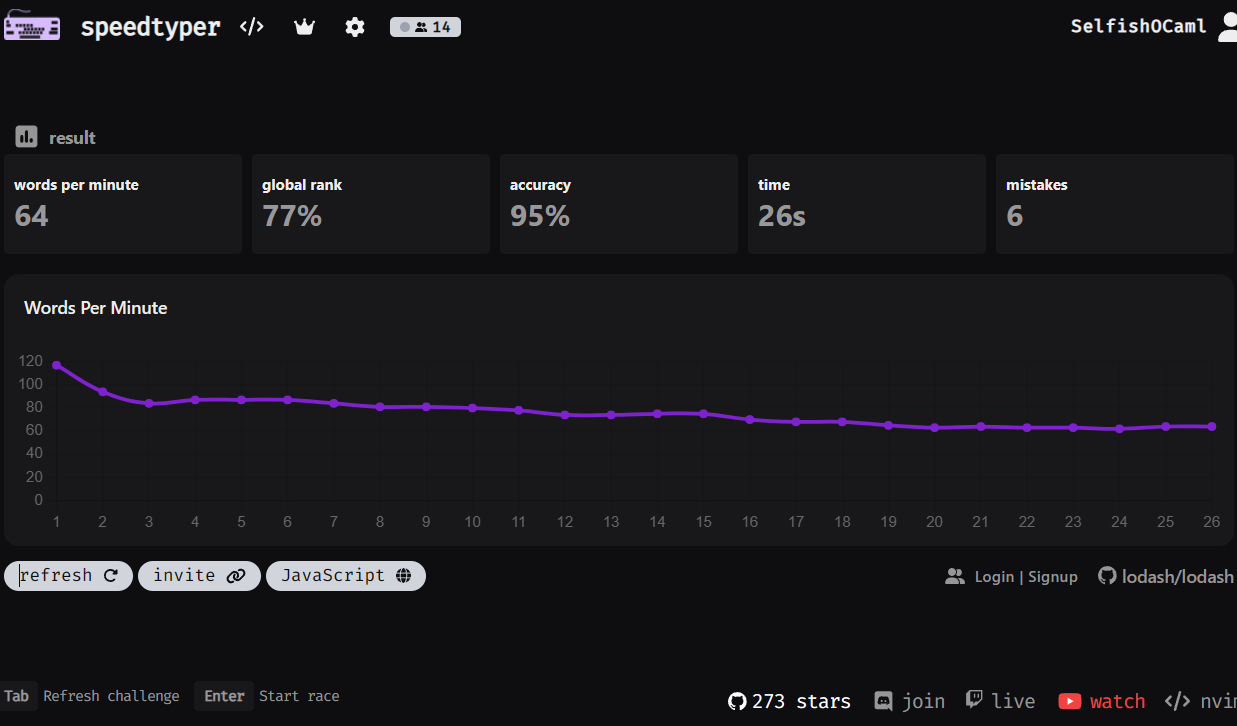 speedtyper </> 14 SelfishOCaml
result
words per minute global rank accuracy time mistakes
64 77% 95% 26s 6
Words Per Minute
120
100
80
60
40
20
0
1 2 3 4 5 6 7 8 9 10 11 12 13 14 15 16 17 18 19 20 21 22 23 24 25 26
refresh invite JavaScript Login | Signup lodash/lodash
Tab Refresh challenge Enter Start race
273 stars join live watch </> nvi